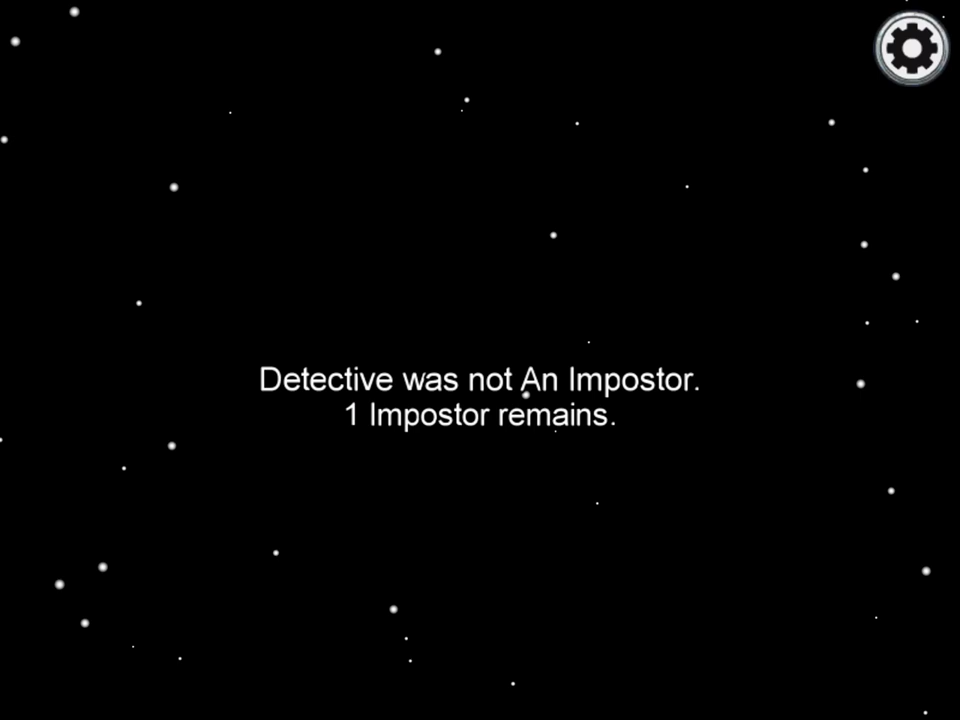 Detective was not An Impostor.
1 Impostor remains.